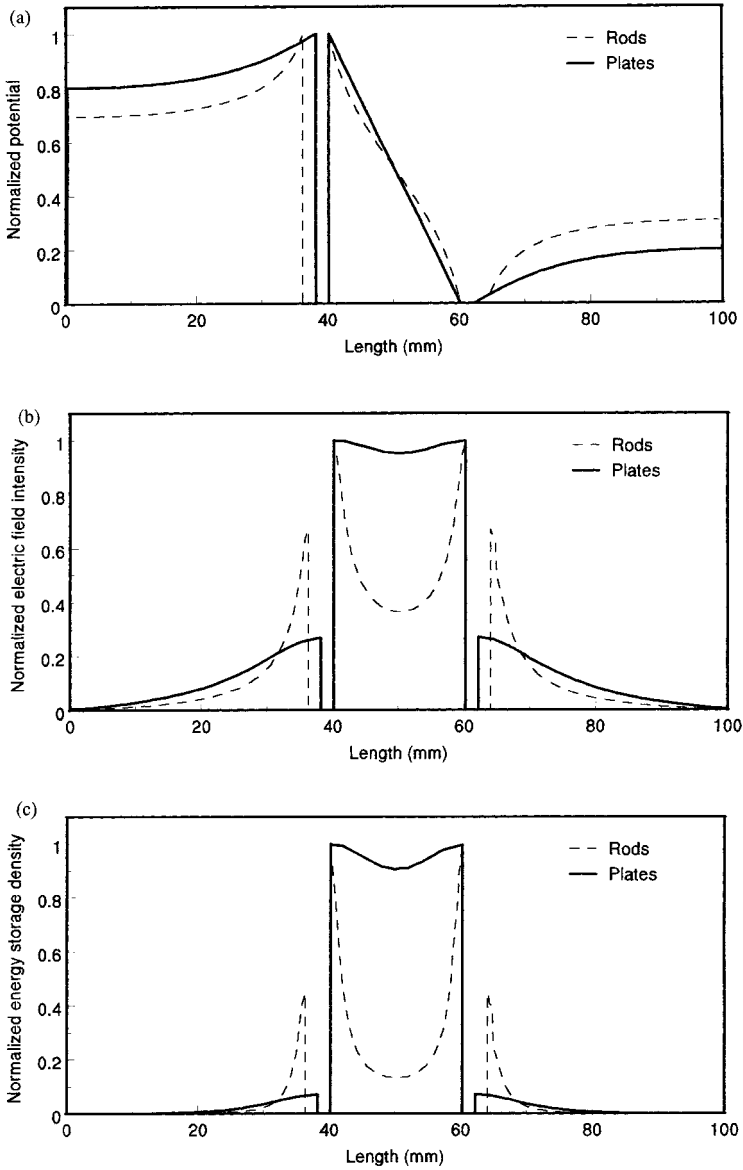 (a)
Normalized potential
1.0
0.8
0.6
0.4
0.2
0
0 20 40 60 80 100
Length (mm)
Rods
Plates
(b)
Normalized electric field intensity
1
0.8
0.6
0.4
0.2
0
0 20 40 60 80 100
Length (mm)
Rods
Plates
(c)
Normalized energy storage density
1
0.8
0.6
0.4
0.2
0
0 20 40 60 80 100
Length (mm)
Rods
Plates